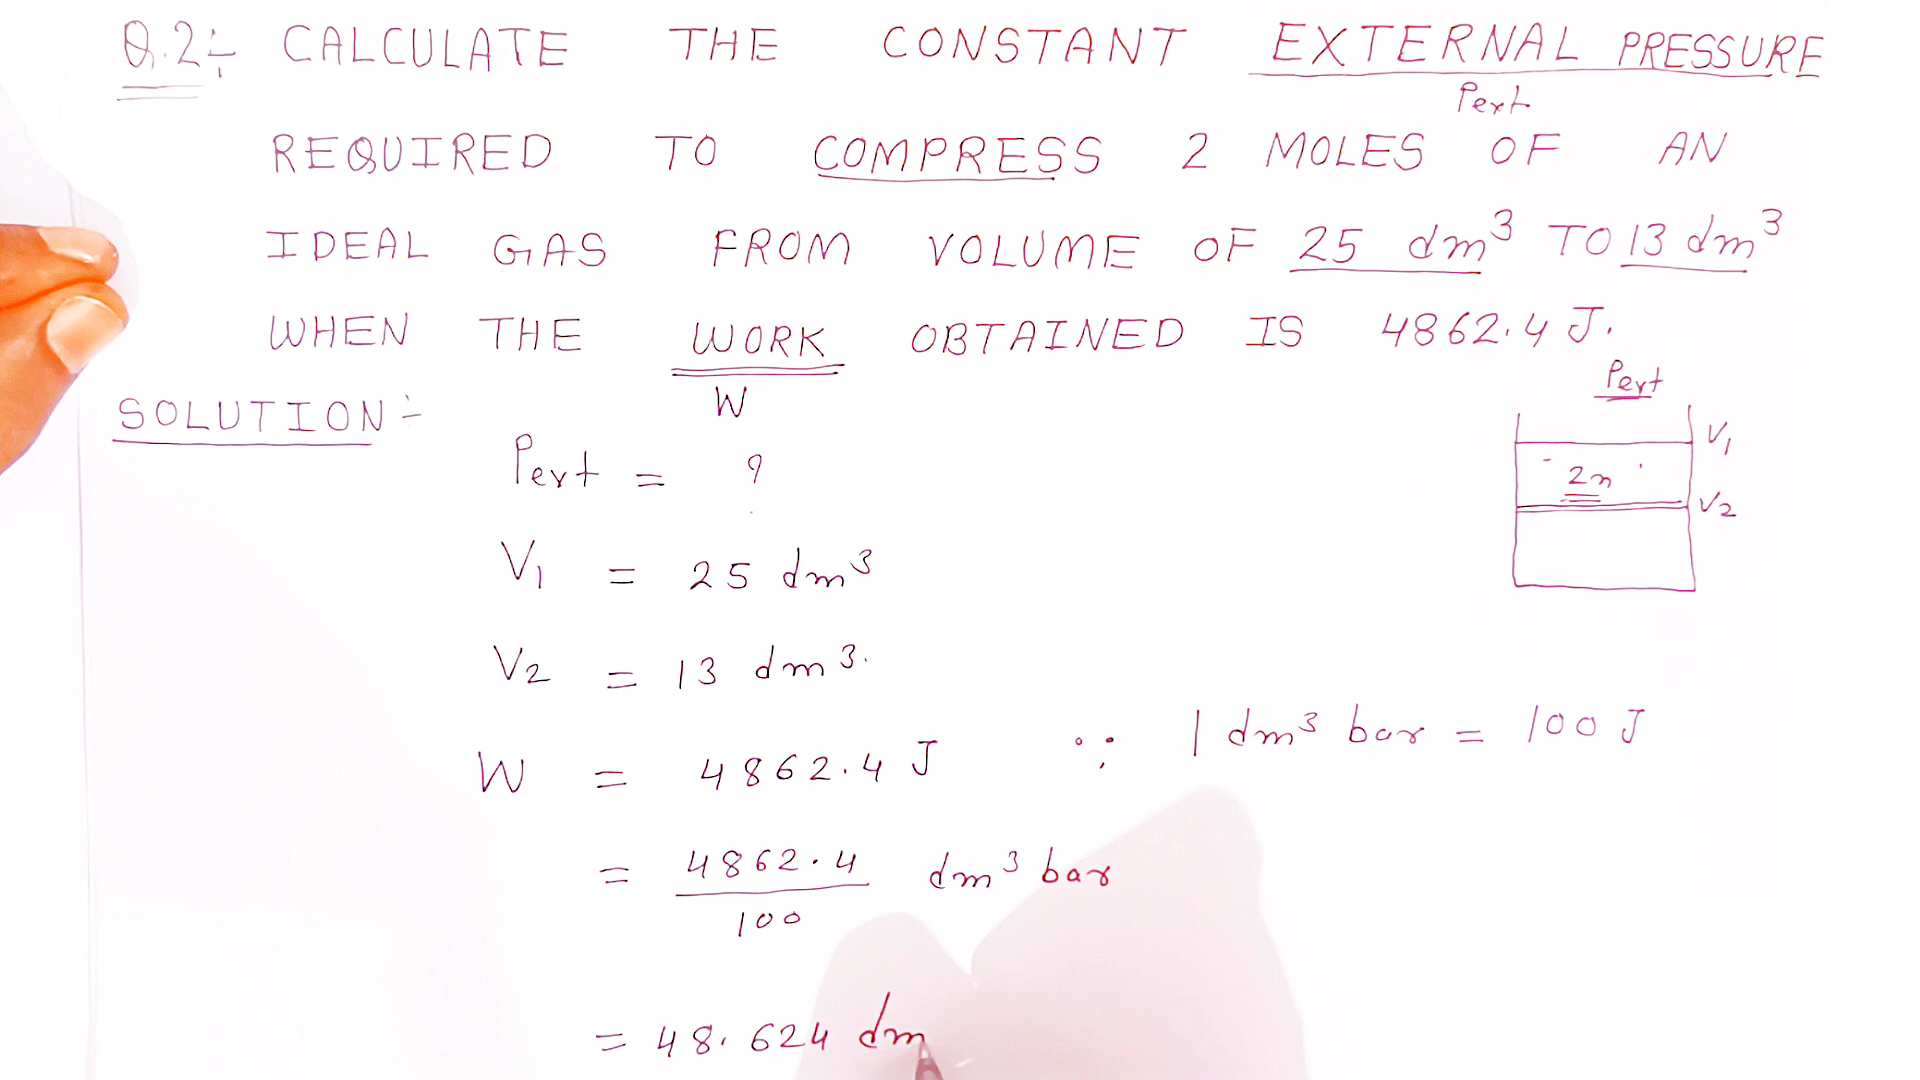 Q.2:- CALCULATE THE CONSTANT EXTERNAL PRESSURE
Pext
REQUIRED TO COMPRESS 2 MOLES OF AN
IDEAL GAS FROM VOLUME OF 25 dm³ TO 13 dm³
WHEN THE WORK OBTAINED IS 4862.4 J.
W
SOLUTION :-
Pext
V₁
2n
V₂
Pext = ?
V₁ = 25 dm³
V₂ = 13 dm³.
W = 4862.4 J ∵ 1 dm³ bar = 100 J
= 4862.4 / 100 dm³ bar
= 48.624 dm